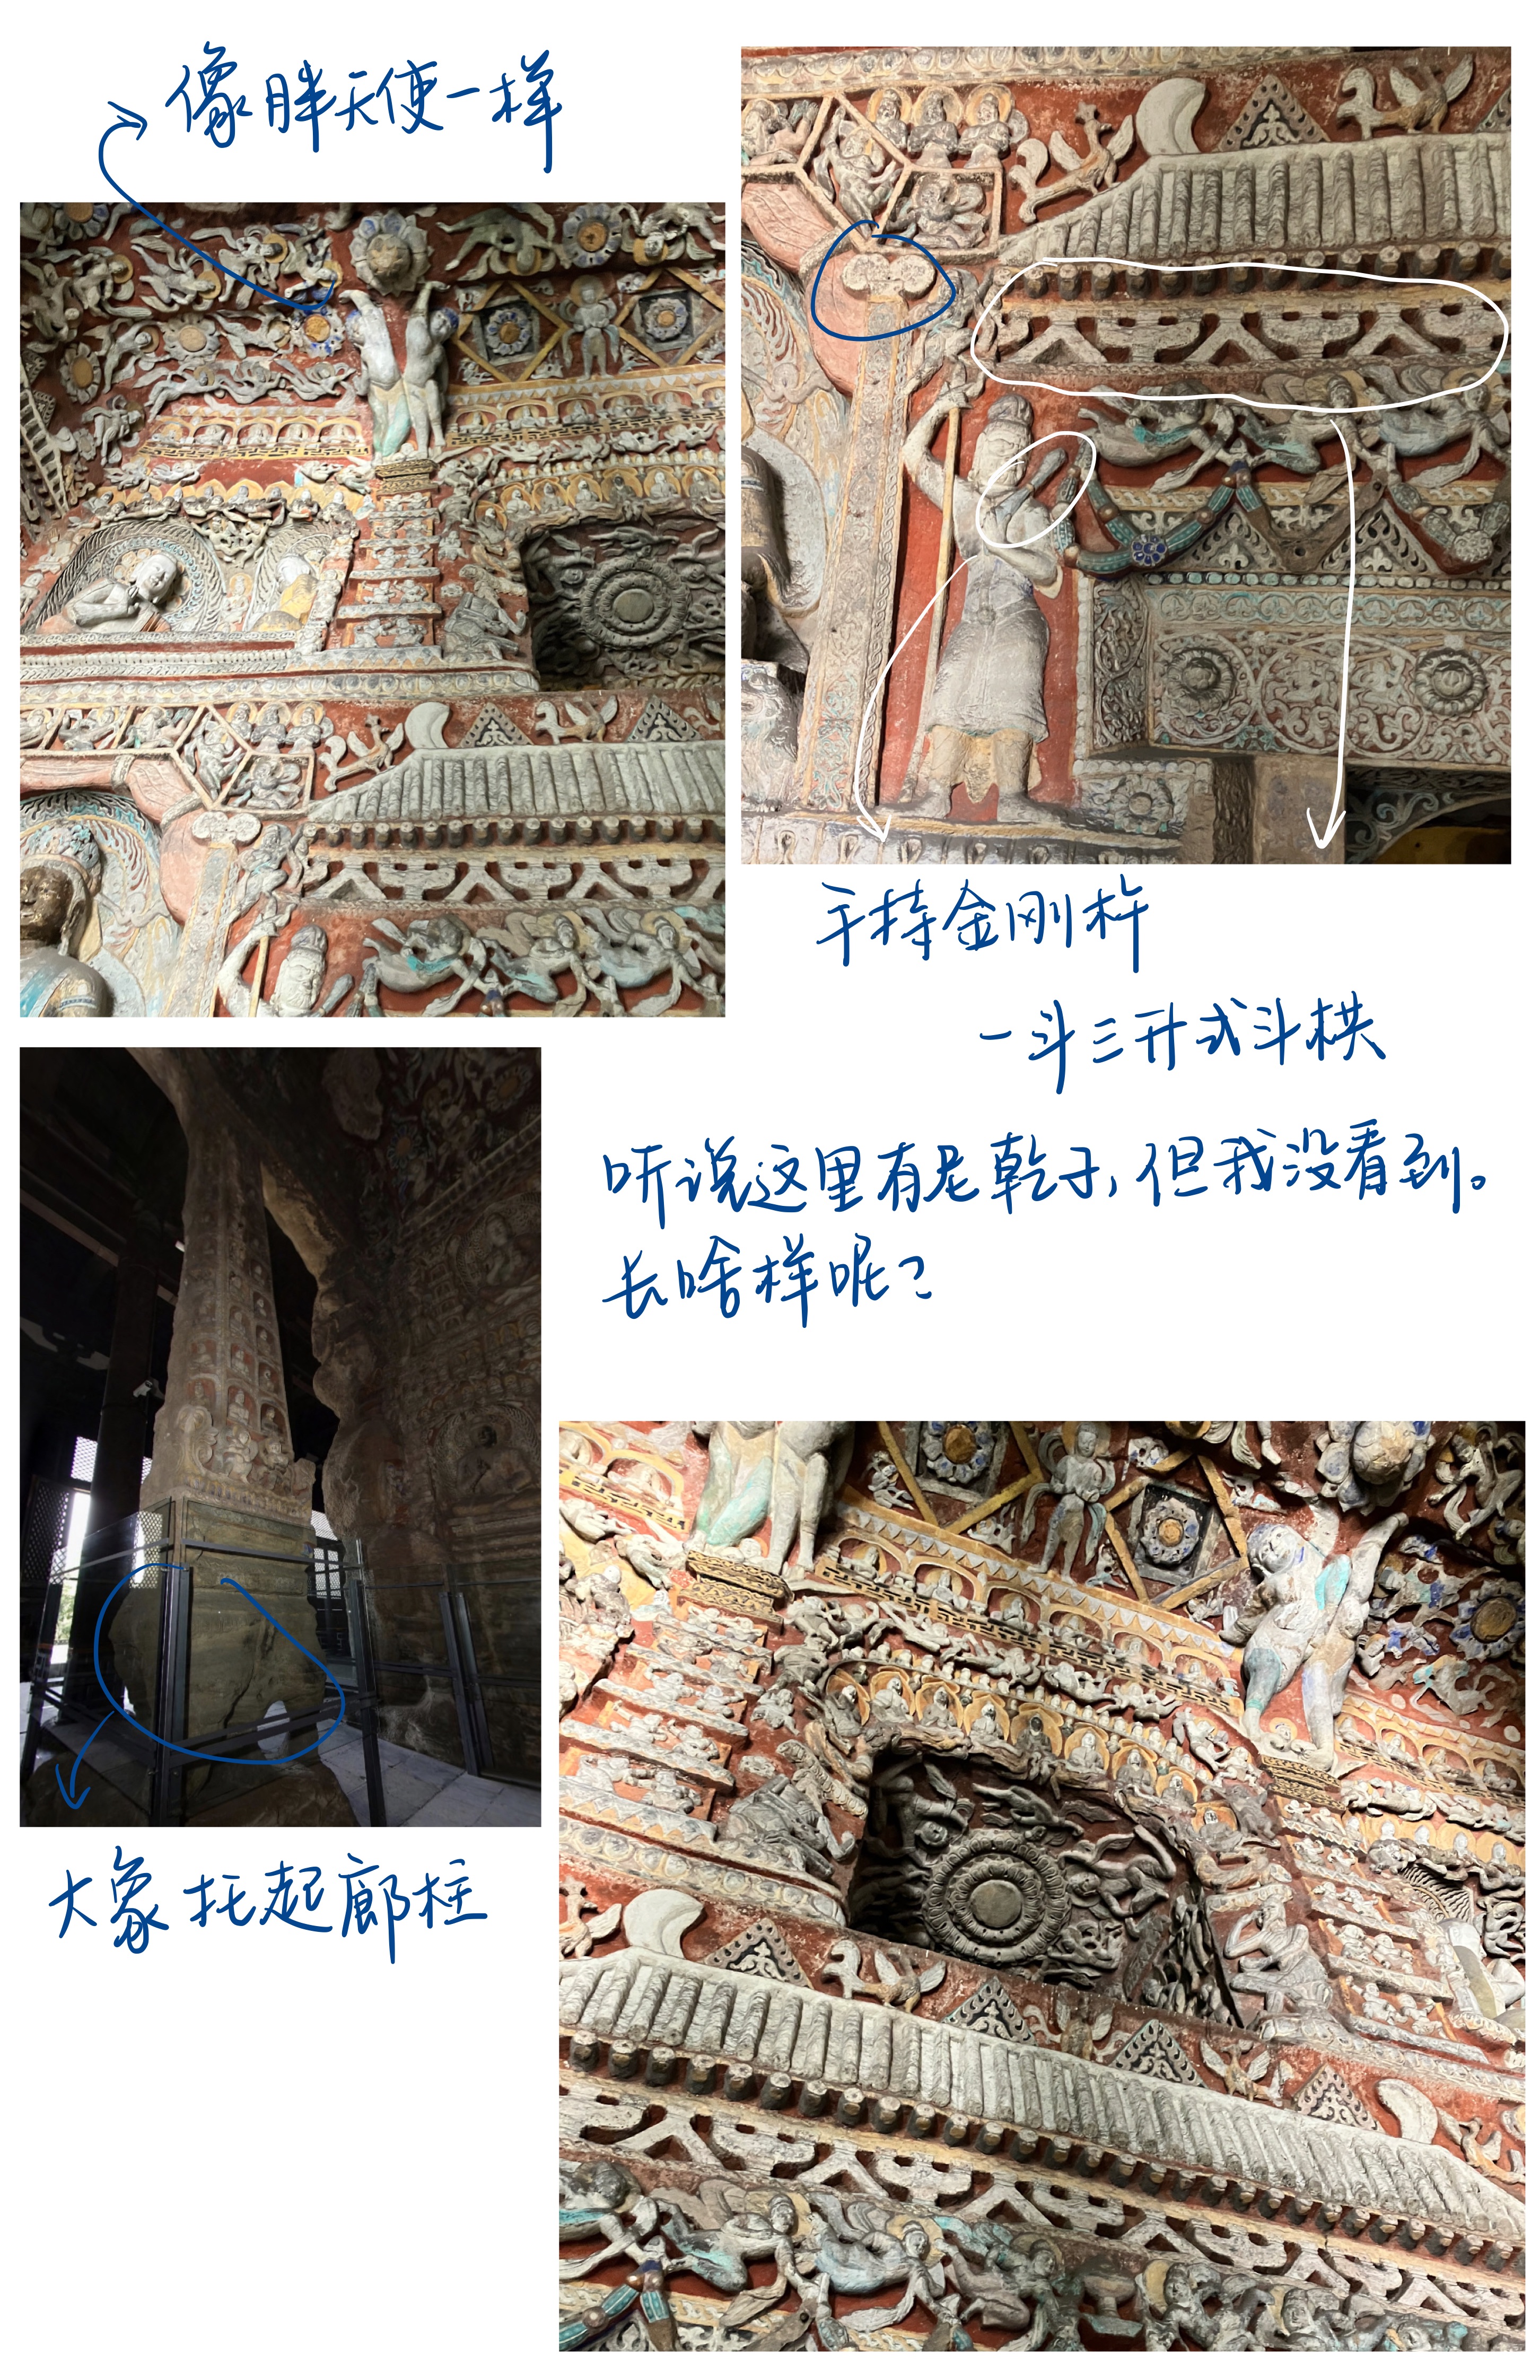 像胖天使一样
手持金刚杵
一斗三升式斗栱
听说这里有尼乾子,但我没看到。
长啥样呢?
大象托起廊柱